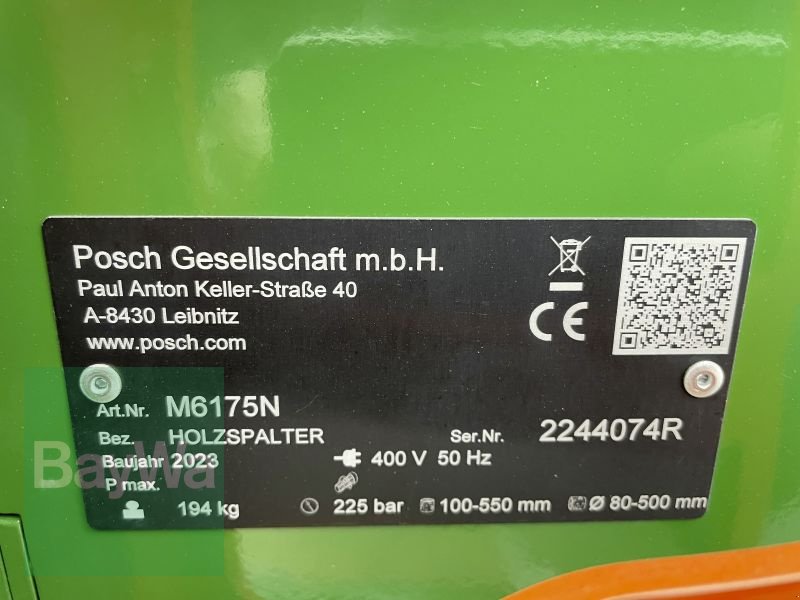 Posch Gesellschaft m.b.H.
Paul Anton Keller-Straße 40
A-8430 Leibnitz
www.posch.com
CE
Art.Nr. M6175N
Bez. HOLZSPALTER Ser.Nr. 2244074R
Baujahr 2023 400 V 50 Hz
P max.
194 kg 225 bar 100-550 mm Ø 80-500 mm
BayWa